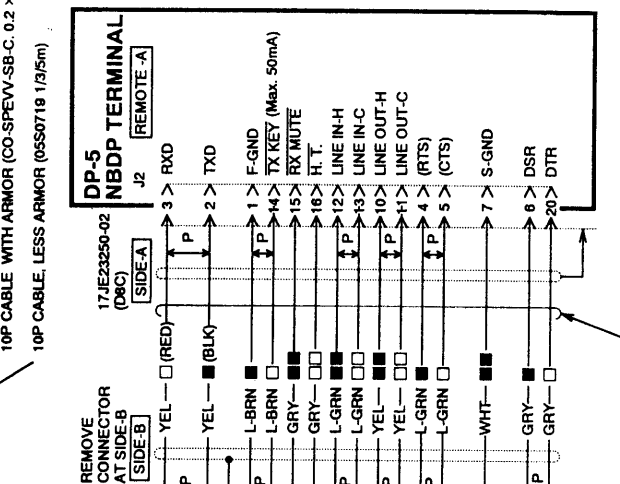 10P CABLE WITH ARMOR (CO-SPEVV-SB-C. 0.2 ×
10P CABLE, LESS ARMOR (05S0719 1/3/5m)
DP-5
NBDP TERMINAL
REMOTE-A
J2
3 > RXD
2 > TXD
1 > F-GND
14 > TX KEY (Max. 50mA)
15 > RX MUTE
16 > H. T.
12 > LINE IN-H
13 > LINE IN-C
10 > LINE OUT-H
11 > LINE OUT-C
4 > (RTS)
5 > (CTS)
7 > S-GND
6 > DSR
20 > DTR
17JE23250-02
(D8C)
SIDE-A
P
P
P
P
P
REMOVE
CONNECTOR
AT SIDE-B
SIDE-B
YEL (RED)
YEL (BLK)
L-BRN
L-BRN
GRY
GRY
L-GRN
L-GRN
YEL
YEL
L-GRN
L-GRN
WHT
GRY
GRY
P
P
P
P
P
P